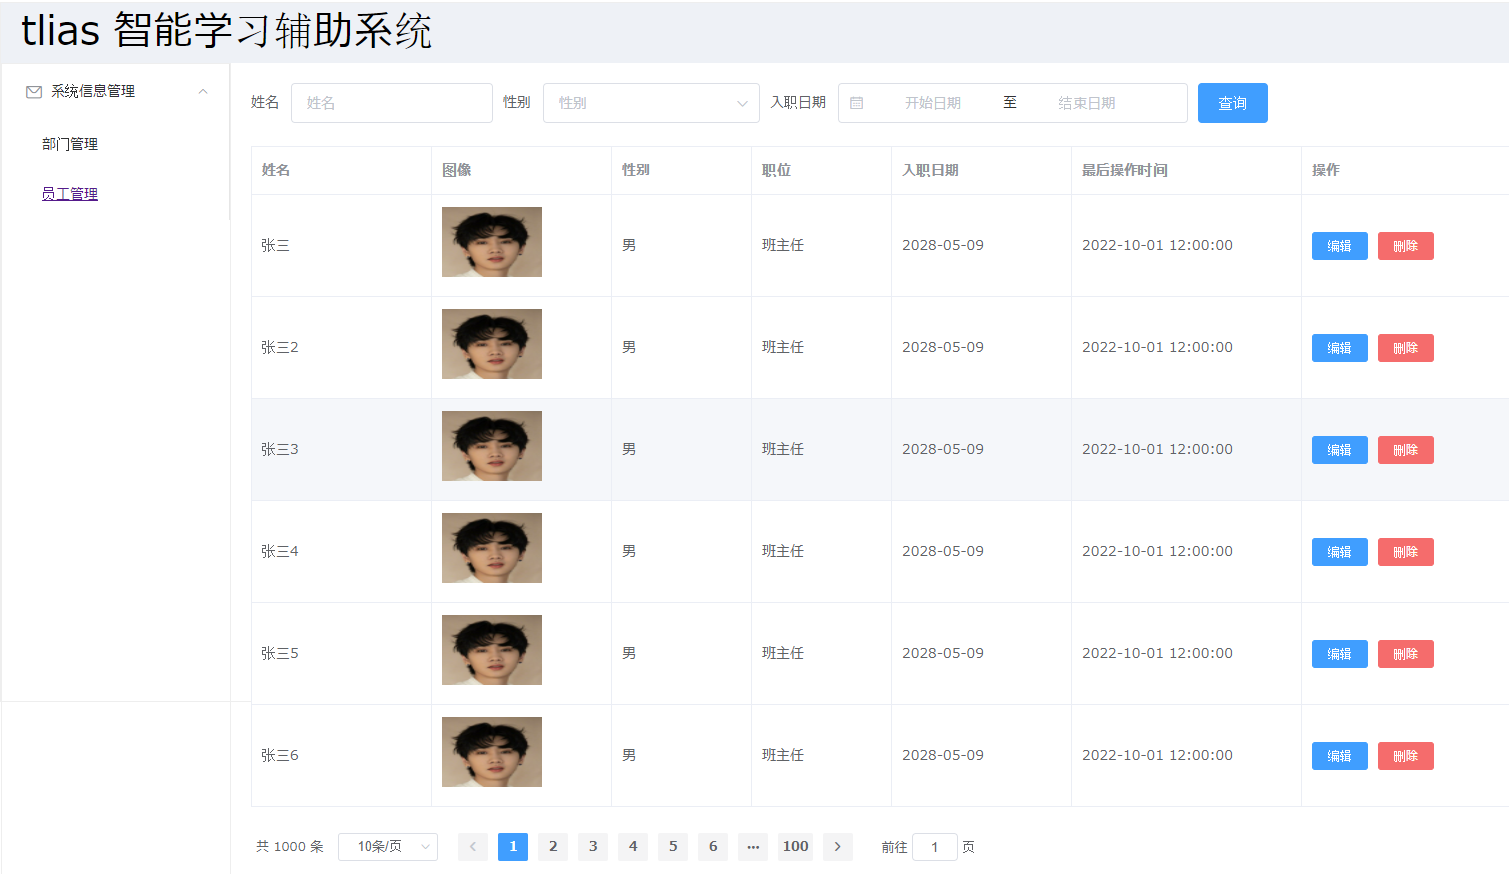 tlias 智能学习辅助系统
系统信息管理
部门管理
员工管理
姓名 姓名 性别 性别 入职日期 开始日期 至 结束日期 查询
姓名 图像 性别 职位 入职日期 最后操作时间 操作
张三 男 班主任 2028-05-09 2022-10-01 12:00:00 编辑 删除
张三2 男 班主任 2028-05-09 2022-10-01 12:00:00 编辑 删除
张三3 男 班主任 2028-05-09 2022-10-01 12:00:00 编辑 删除
张三4 男 班主任 2028-05-09 2022-10-01 12:00:00 编辑 删除
张三5 男 班主任 2028-05-09 2022-10-01 12:00:00 编辑 删除
张三6 男 班主任 2028-05-09 2022-10-01 12:00:00 编辑 删除
共 1000 条 10条/页 1 2 3 4 5 6 ... 100 前往 1 页